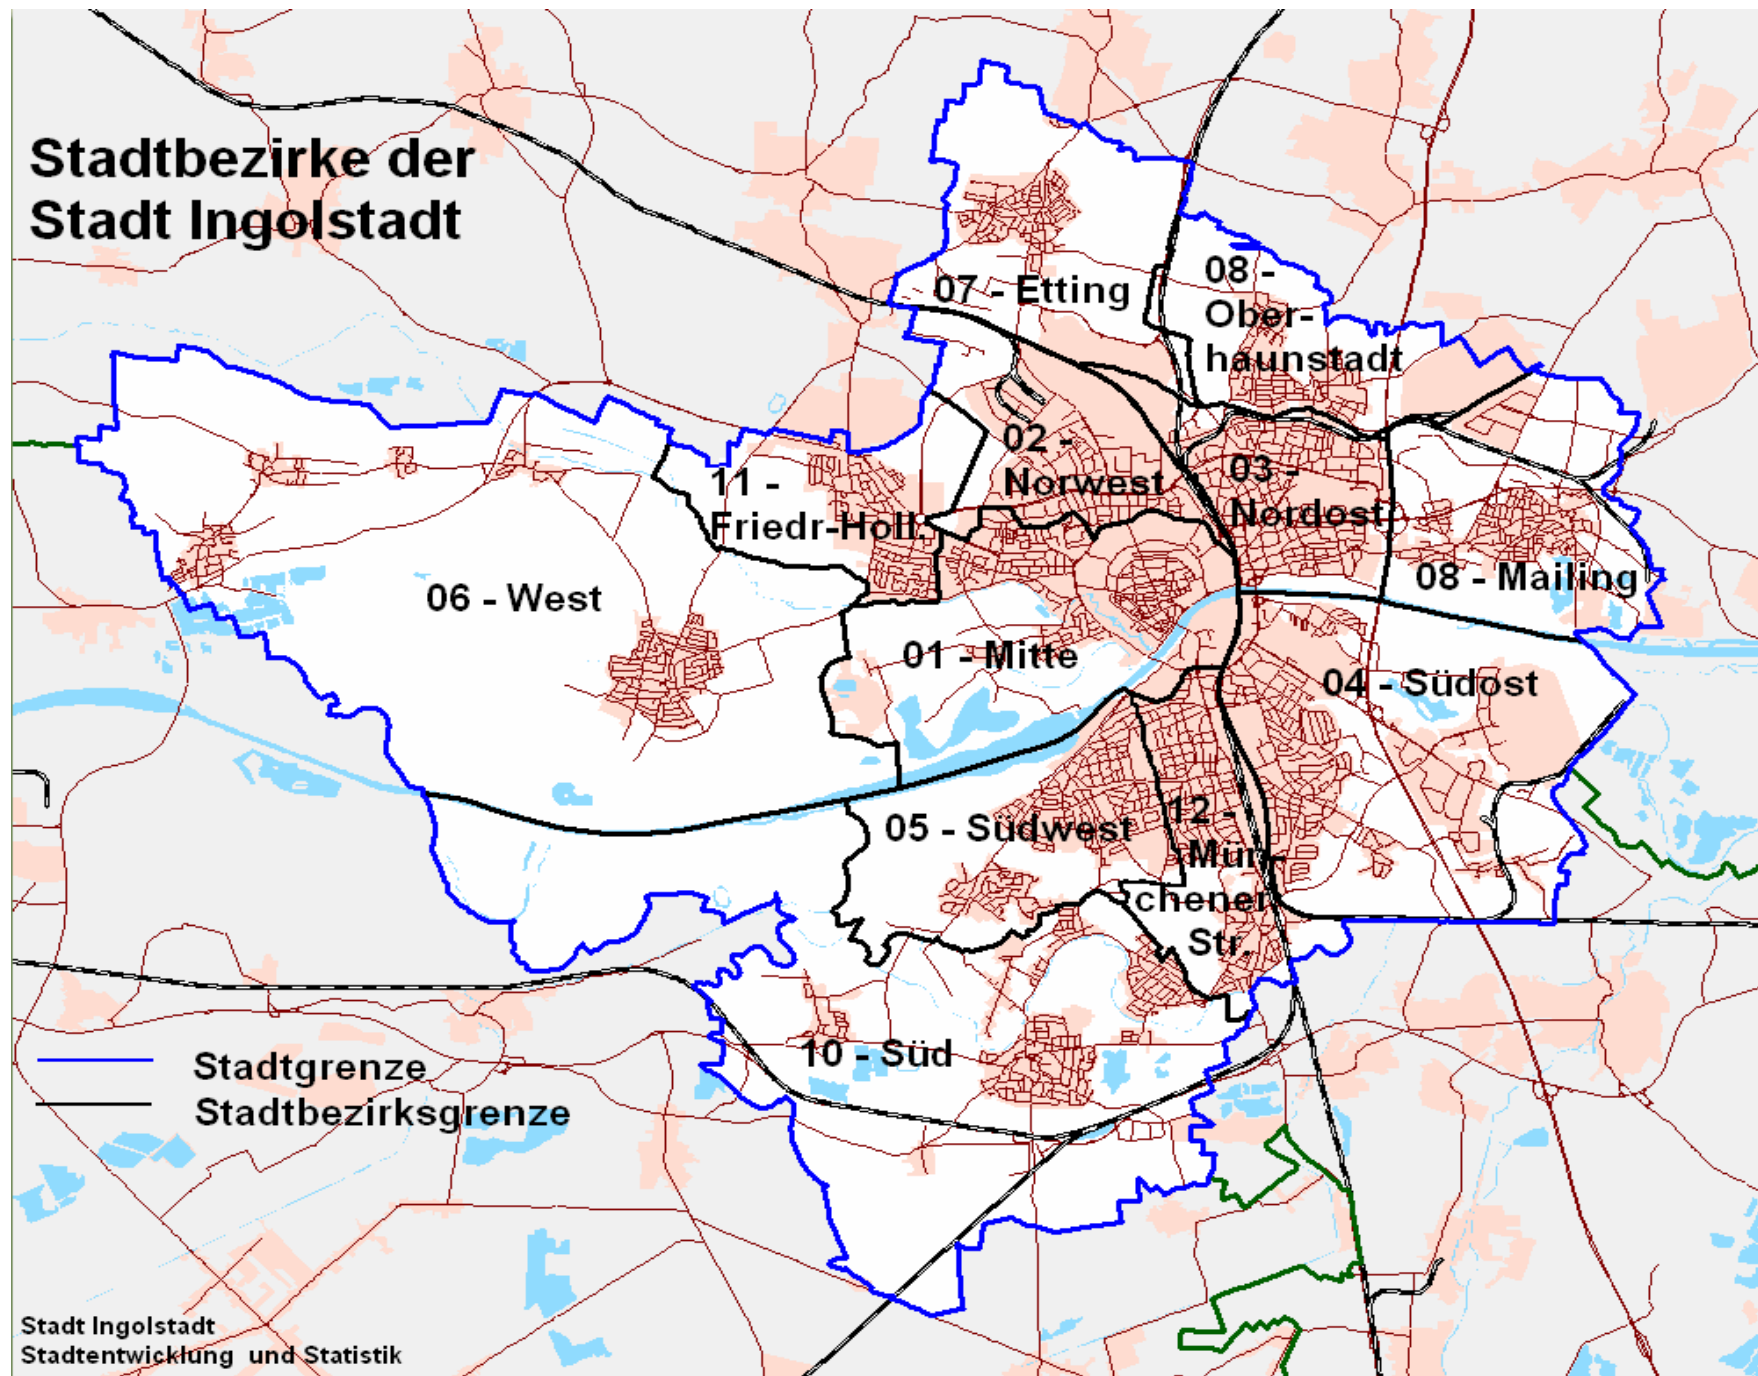 Stadtbezirke der
Stadt Ingolstadt
07 - Etting
08 -
Ober-
haunstadt
02 -
Norwest
03 -
Nordost
11 -
Friedr-Holl.
08 - Mailing
06 - West
01 - Mitte
04 - Südost
05 - Südwest
12 -
Mün-
chener
Str.
10 - Süd
Stadtgrenze
Stadtbezirksgrenze
Stadt Ingolstadt
Stadtentwicklung und Statistik